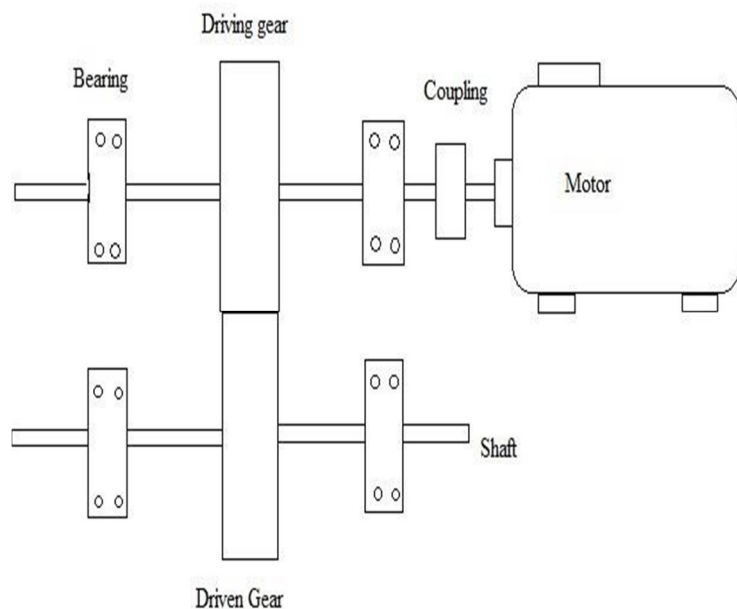 Driving gear
Bearing
Coupling
Motor
Shaft
Driven Gear